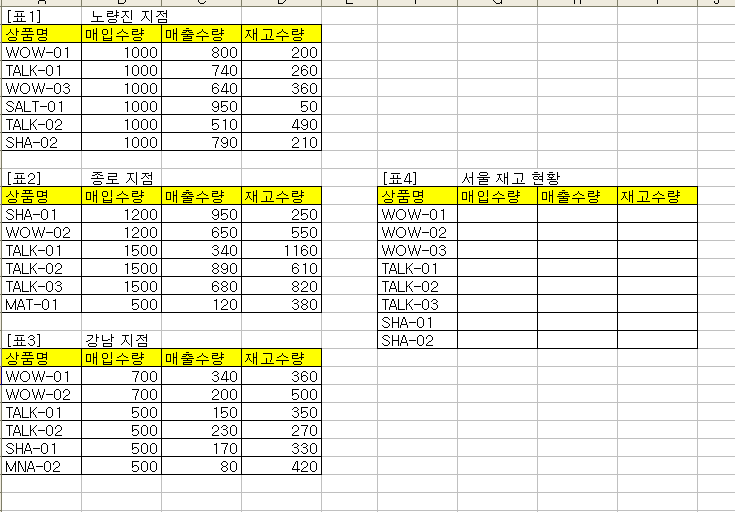 [표1] 노량진 지점
상품명 매입수량 매출수량 재고수량
WOW-01 1000 800 200
TALK-01 1000 740 260
WOW-03 1000 640 360
SALT-01 1000 950 50
TALK-02 1000 510 490
SHA-02 1000 790 210
[표2] 종로 지점
상품명 매입수량 매출수량 재고수량
SHA-01 1200 950 250
WOW-02 1200 650 550
TALK-01 1500 340 1160
TALK-02 1500 890 610
TALK-03 1500 680 820
MAT-01 500 120 380
[표3] 강남 지점
상품명 매입수량 매출수량 재고수량
WOW-01 700 340 360
WOW-02 700 200 500
TALK-01 500 150 350
TALK-02 500 230 270
SHA-01 500 170 330
MNA-02 500 80 420
[표4] 서울 재고 현황
상품명 매입수량 매출수량 재고수량
WOW-01
WOW-02
WOW-03
TALK-01
TALK-02
TALK-03
SHA-01
SHA-02